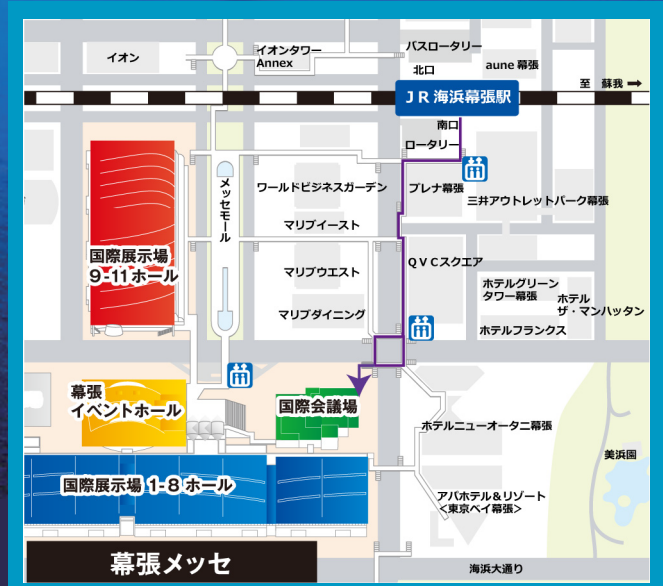 イオン
イオンタワー
Annex
バスロータリー
北口
aune 幕張
至 蘇我 →
JR 海浜幕張駅
南口
ロータリー
メッセモール
ワールドビジネスガーデン
プレナ幕張
三井アウトレットパーク幕張
マリブイースト
国際展示場
9-11ホール
QVCスクエア
マリブウエスト
ホテルグリーン
タワー幕張
ホテル
ザ・マンハッタン
マリブダイニング
ホテルフランクス
幕張
イベントホール
国際会議場
ホテルニューオータニ幕張
美浜園
国際展示場 1-8 ホール
アパホテル&リゾート
<東京ベイ幕張>
幕張メッセ
海浜大通り